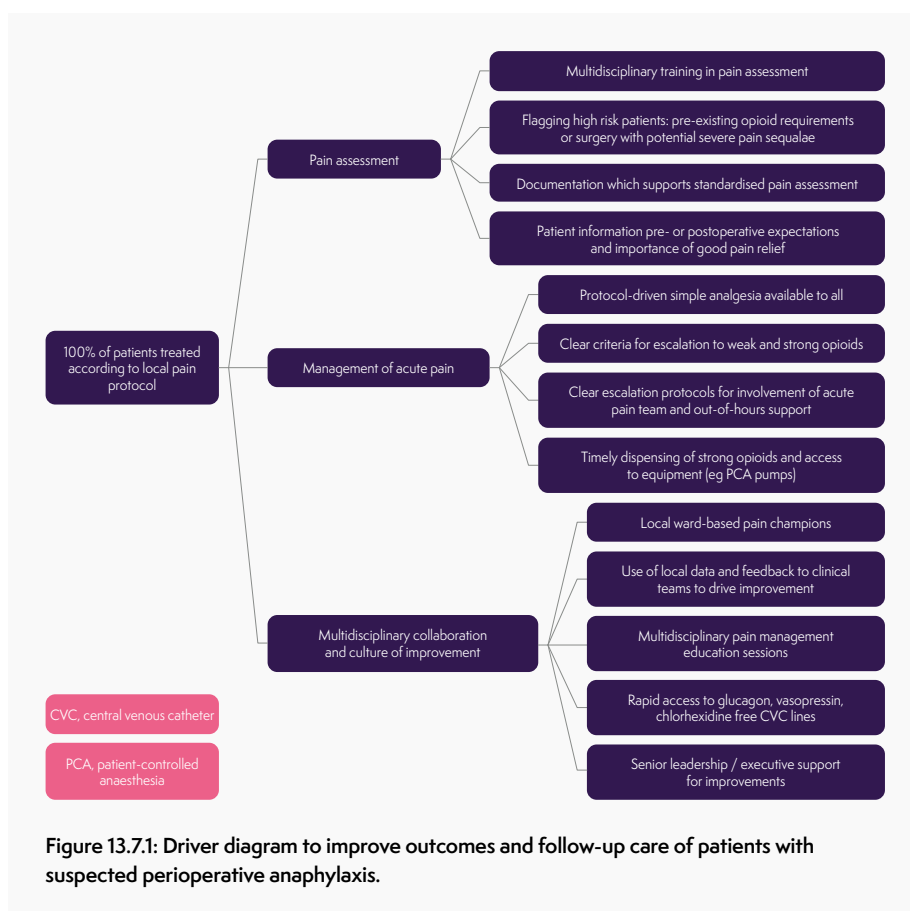 Multidisciplinary training in pain assessment
Flagging high risk patients: pre-existing opioid requirements
or surgery with potential severe pain sequalae
Pain assessment
Documentation which supports standardised pain assessment
Patient information pre- or postoperative expectations
and importance of good pain relief
Protocol-driven simple analgesia available to all
100% of patients treated
according to local pain
protocol
Management of acute pain
Clear criteria for escalation to weak and strong opioids
Clear escalation protocols for involvement of acute
pain team and out-of-hours support
Timely dispensing of strong opioids and access
to equipment (eg PCA pumps)
Local ward-based pain champions
Use of local data and feedback to clinical
teams to drive improvement
Multidisciplinary collaboration
and culture of improvement
Multidisciplinary pain management
education sessions
Rapid access to glucagon, vasopressin,
chlorhexidine free CVC lines
Senior leadership / executive support
for improvements
CVC, central venous catheter
PCA, patient-controlled
anaesthesia
Figure 13.7.1: Driver diagram to improve outcomes and follow-up care of patients with
suspected perioperative anaphylaxis.